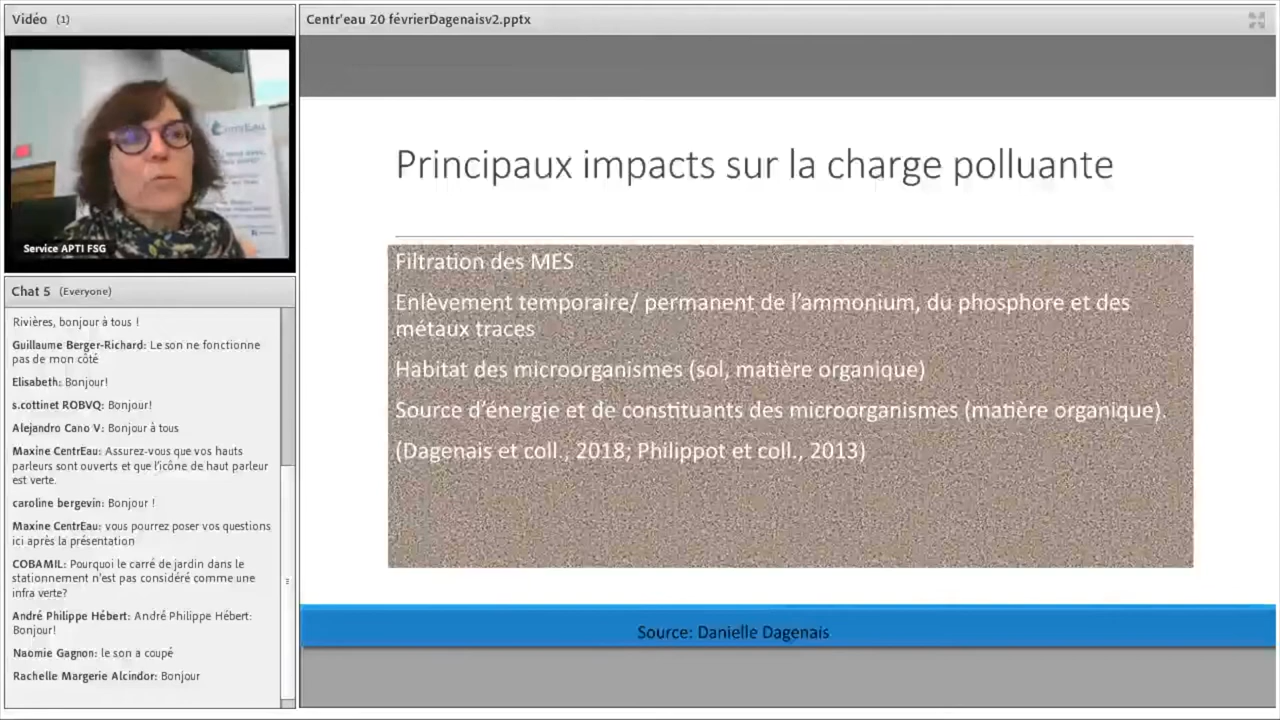 Vidéo (1)
Centr'eau 20 févrierDagenaisv2.pptx
CentrEau
Service APTI FSG
Chat 5 (Everyone)
Rivières, bonjour à tous !
Guillaume Berger-Richard: Le son ne fonctionne
pas de mon côté
Elisabeth: Bonjour!
s.cottinet ROBVQ: Bonjour!
Alejandro Cano V: Bonjour à tous
Maxine CentrEau: Assurez-vous que vos hauts
parleurs sont ouverts et que l'icône de haut parleur
est verte.
caroline bergevin: Bonjour !
Maxine CentrEau: vous pourrez poser vos questions
ici après la présentation
COBAMIL: Pourquoi le carré de jardin dans le
stationnement n'est pas considéré comme une
infra verte?
André Philippe Hébert: André Philippe Hébert:
Bonjour!
Naomie Gagnon: le son a coupé
Rachelle Margerie Alcindor: Bonjour
Principaux impacts sur la charge polluante
Filtration des MES
Enlèvement temporaire/ permanent de l'ammonium, du phosphore et des
métaux traces
Habitat des microorganismes (sol, matière organique)
Source d'énergie et de constituants des microorganismes (matière organique).
(Dagenais et coll., 2018; Philippot et coll., 2013)
Source: Danielle Dagenais